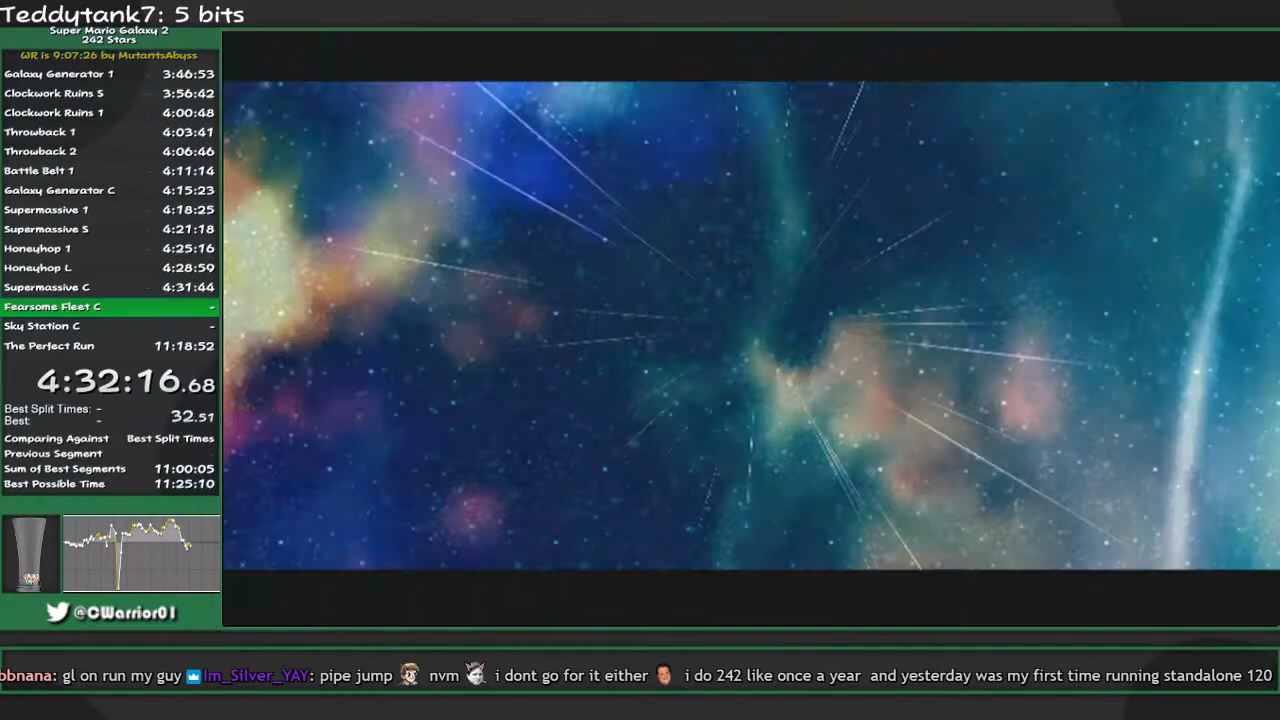 Teddytank7: 5 bits
Super Mario Galaxy 2
242 Stars
WR is 9:07:26 by MutantsAbyss
Galaxy Generator 1 3:46:53
Clockwork Ruins S 3:56:42
Clockwork Ruins 1 4:00:48
Throwback 1 4:03:41
Throwback 2 4:06:46
Battle Belt 1 4:11:14
Galaxy Generator C 4:15:23
Supermassive 1 4:18:25
Supermassive S 4:21:18
Honeyhop 1 4:25:16
Honeyhop L 4:28:59
Supermassive C 4:31:44
Fearsome Fleet C -
Sky Station C -
The Perfect Run 11:18:52
4:32:16.68
Best Split Times: -
Best: - 32.51
Comparing Against Best Split Times
Previous Segment -
Sum of Best Segments 11:00:05
Best Possible Time 11:25:10
@CWarrior01
bbnana: gl on run my guy Im_Silver_YAY: pipe jump nvm i dont go for it either i do 242 like once a year and yesterday was my first time running standalone 120